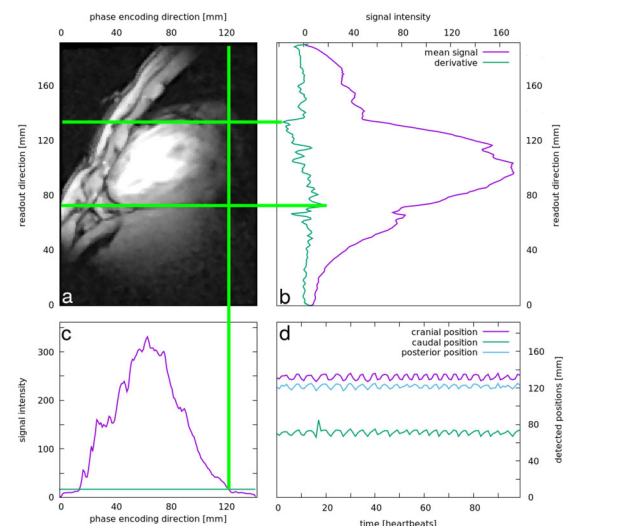 phase encoding direction [mm]
0 40 80 120
signal intensity
0 40 80 120 160
readout direction [mm]
160
120
80
40
0
a
mean signal
derivative
b
160
120
80
40
0
readout direction [mm]
c
signal intensity
300
200
100
0
0 40 80 120
phase encoding direction [mm]
d
cranial position
caudal position
posterior position
160
120
80
40
0
detected positions [mm]
0 20 40 60 80
time [heartbeats]